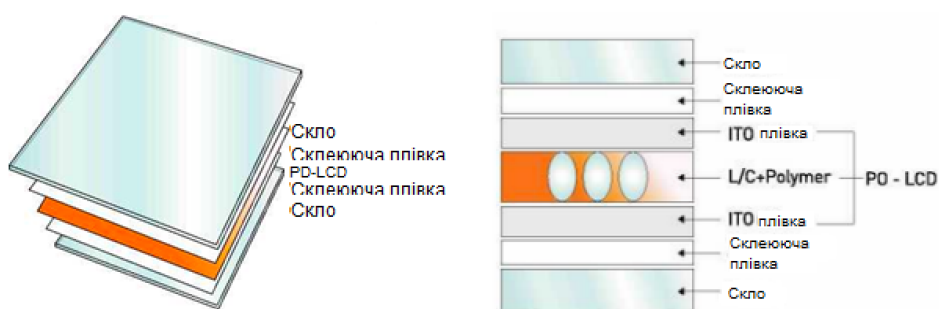 Скло
Склеююча плівка
PD-LCD
Склеююча плівка
Скло
Скло
Склеююча
плівка
ITO плівка
L/C+Polymer
PO - LCD
ITO плівка
Склеююча
плівка
Скло